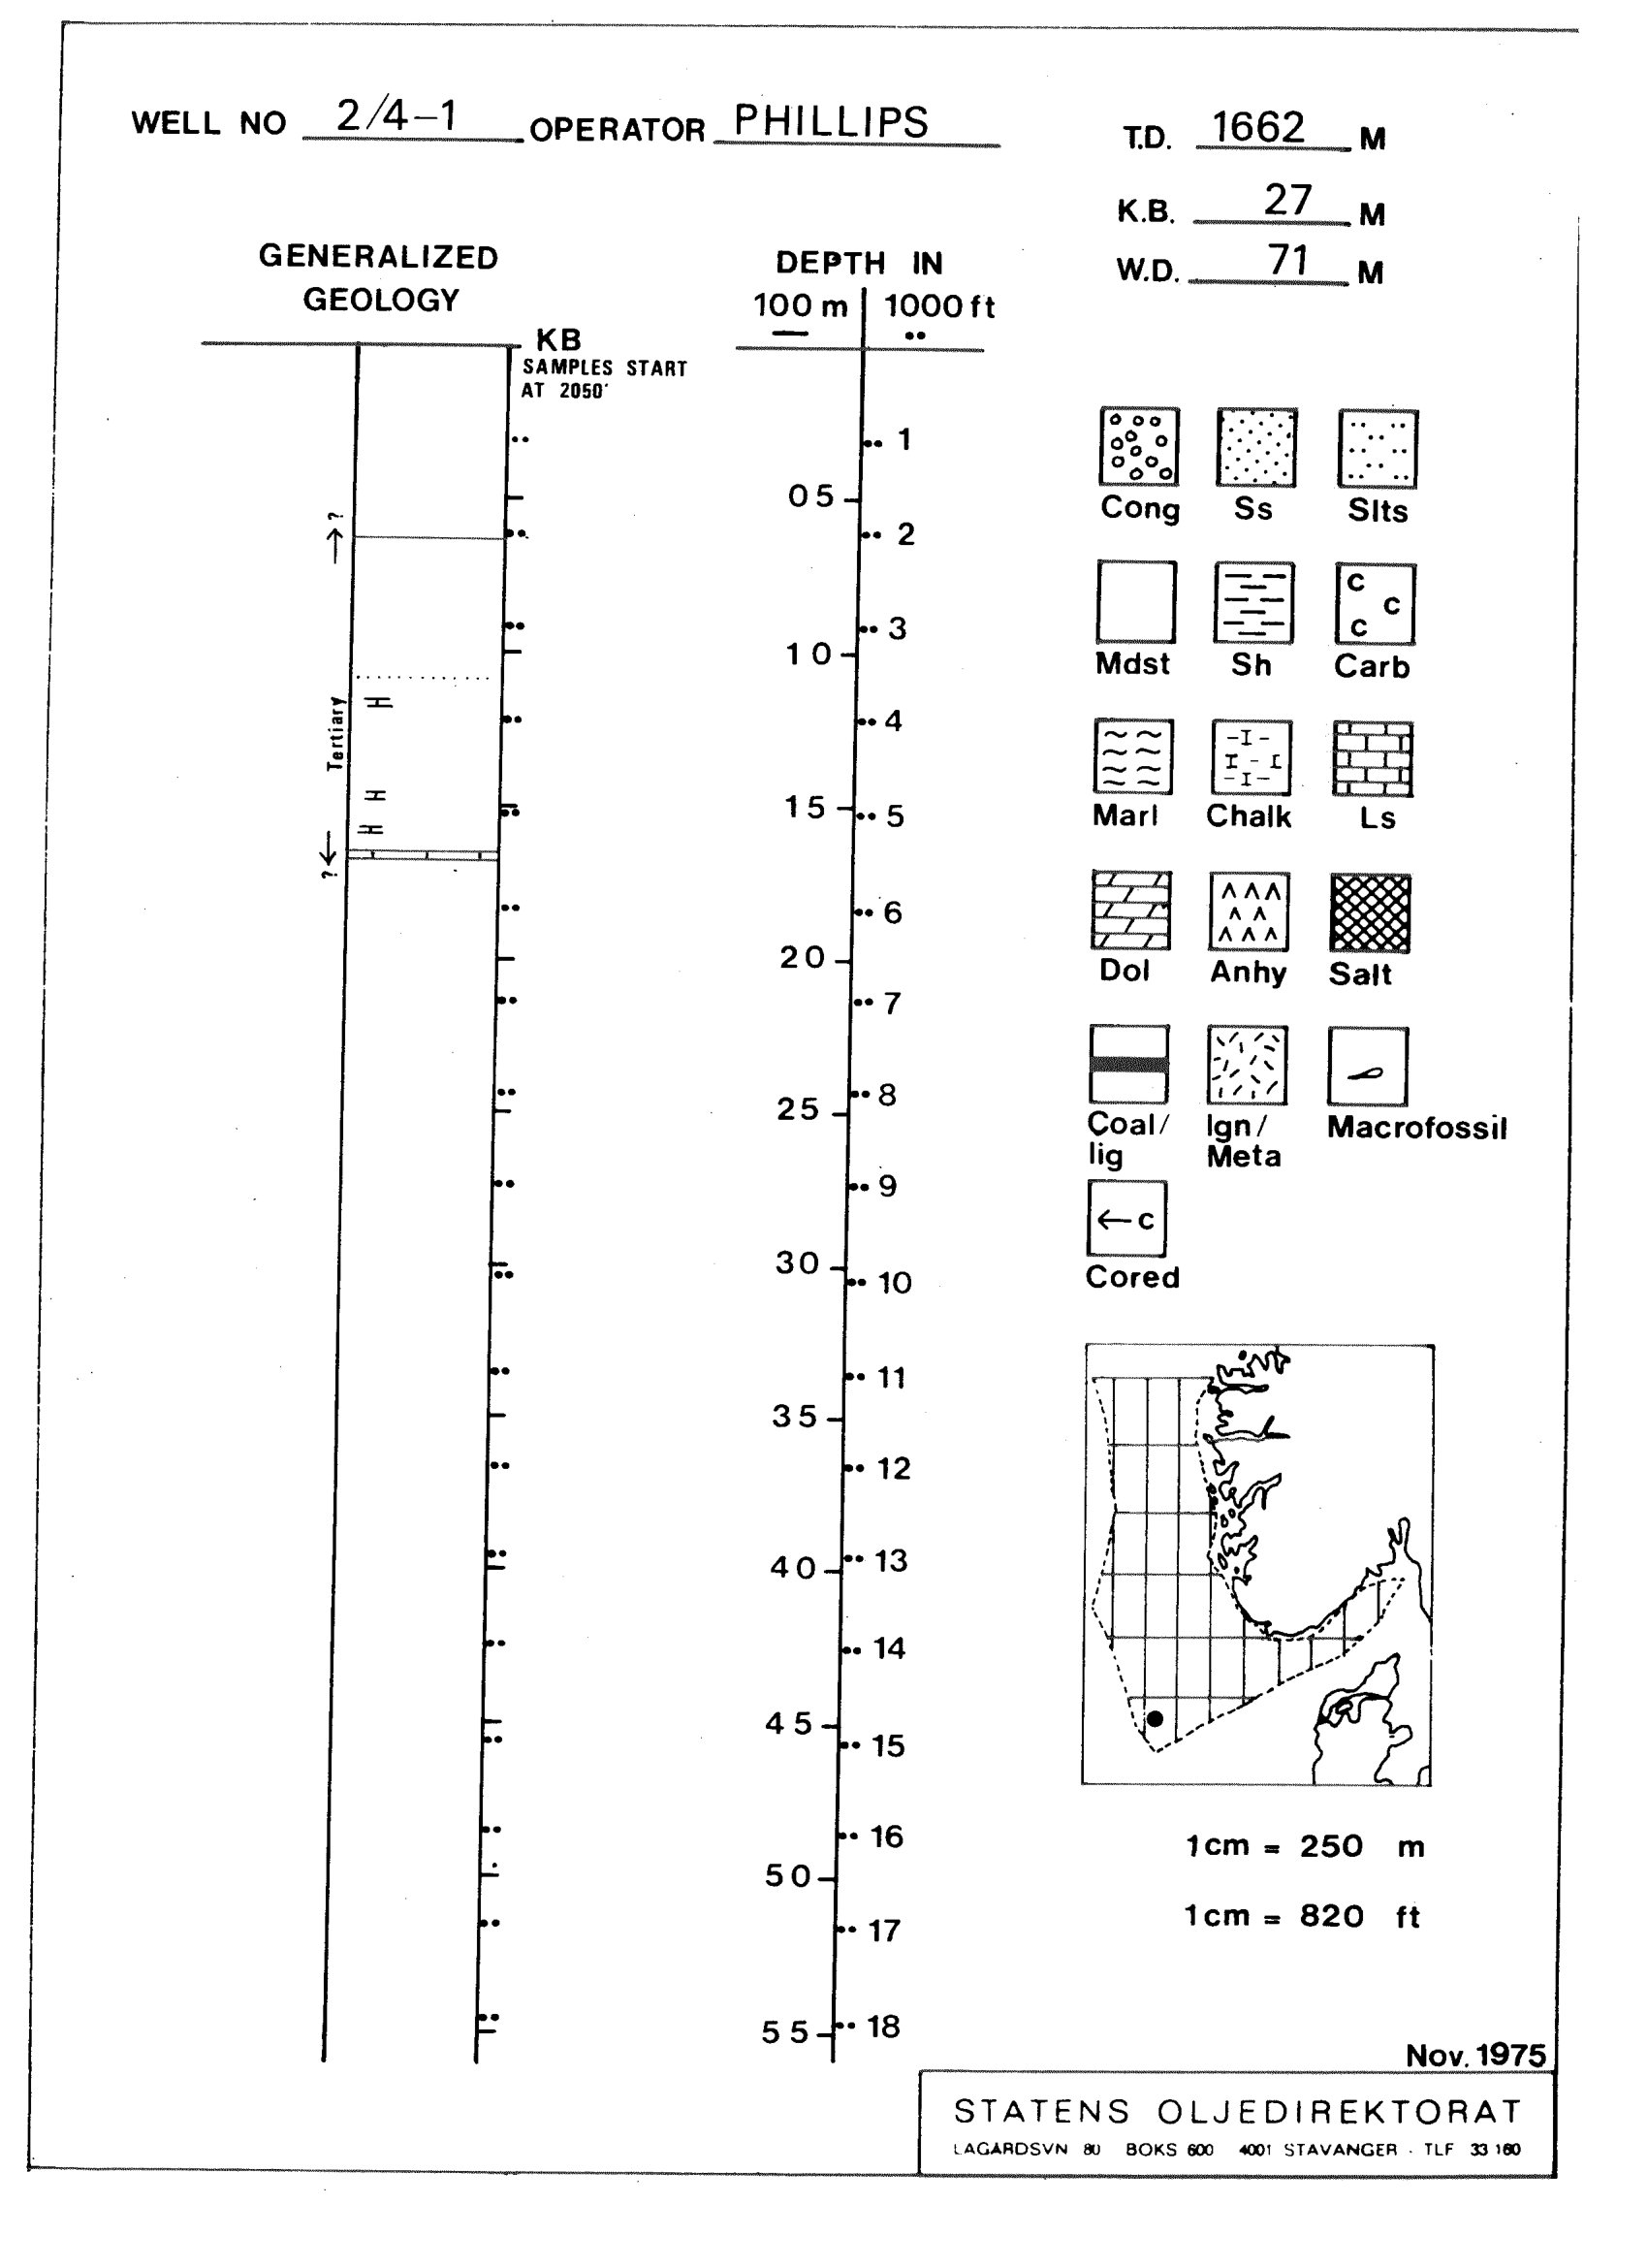 WELL NO 2/4-1 OPERATOR PHILLIPS
T.D. 1662 M
K.B. 27 M
W.D. 71 M
GENERALIZED
GEOLOGY
KB
SAMPLES START
AT 2050'
DEPTH IN
100 m 1000 ft
?
Tertiary
?
1
05
2
3
10
4
15
5
6
20
7
8
25
9
30
10
11
35
12
40
13
14
45
15
16
50
17
55
18
Cong Ss Slts
C
C
C
Mdst Sh Carb
Marl Chalk Ls
Dol Anhy Salt
Coal/ Ign/ Macrofossil
lig Meta
←C
Cored
1cm = 250 m
1cm = 820 ft
Nov. 1975
STATENS OLJEDIREKTORAT
LAGÅRDSVN 80 BOKS 600 4001 STAVANGER · TLF 33 160